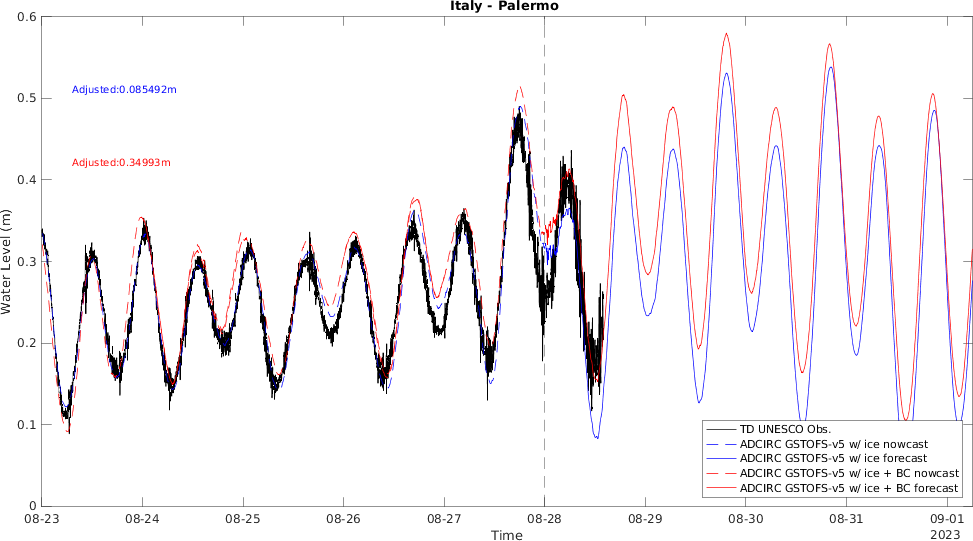 Italy - Palermo
0.6
0.5
0.4
0.3
0.2
0.1
0
Water Level (m)
Adjusted:0.085492m
Adjusted:0.34993m
TD UNESCO Obs.
ADCIRC GSTOFS-v5 w/ ice nowcast
ADCIRC GSTOFS-v5 w/ ice forecast
ADCIRC GSTOFS-v5 w/ ice + BC nowcast
ADCIRC GSTOFS-v5 w/ ice + BC forecast
08-23 08-24 08-25 08-26 08-27 08-28 08-29 08-30 08-31 09-01
2023
Time